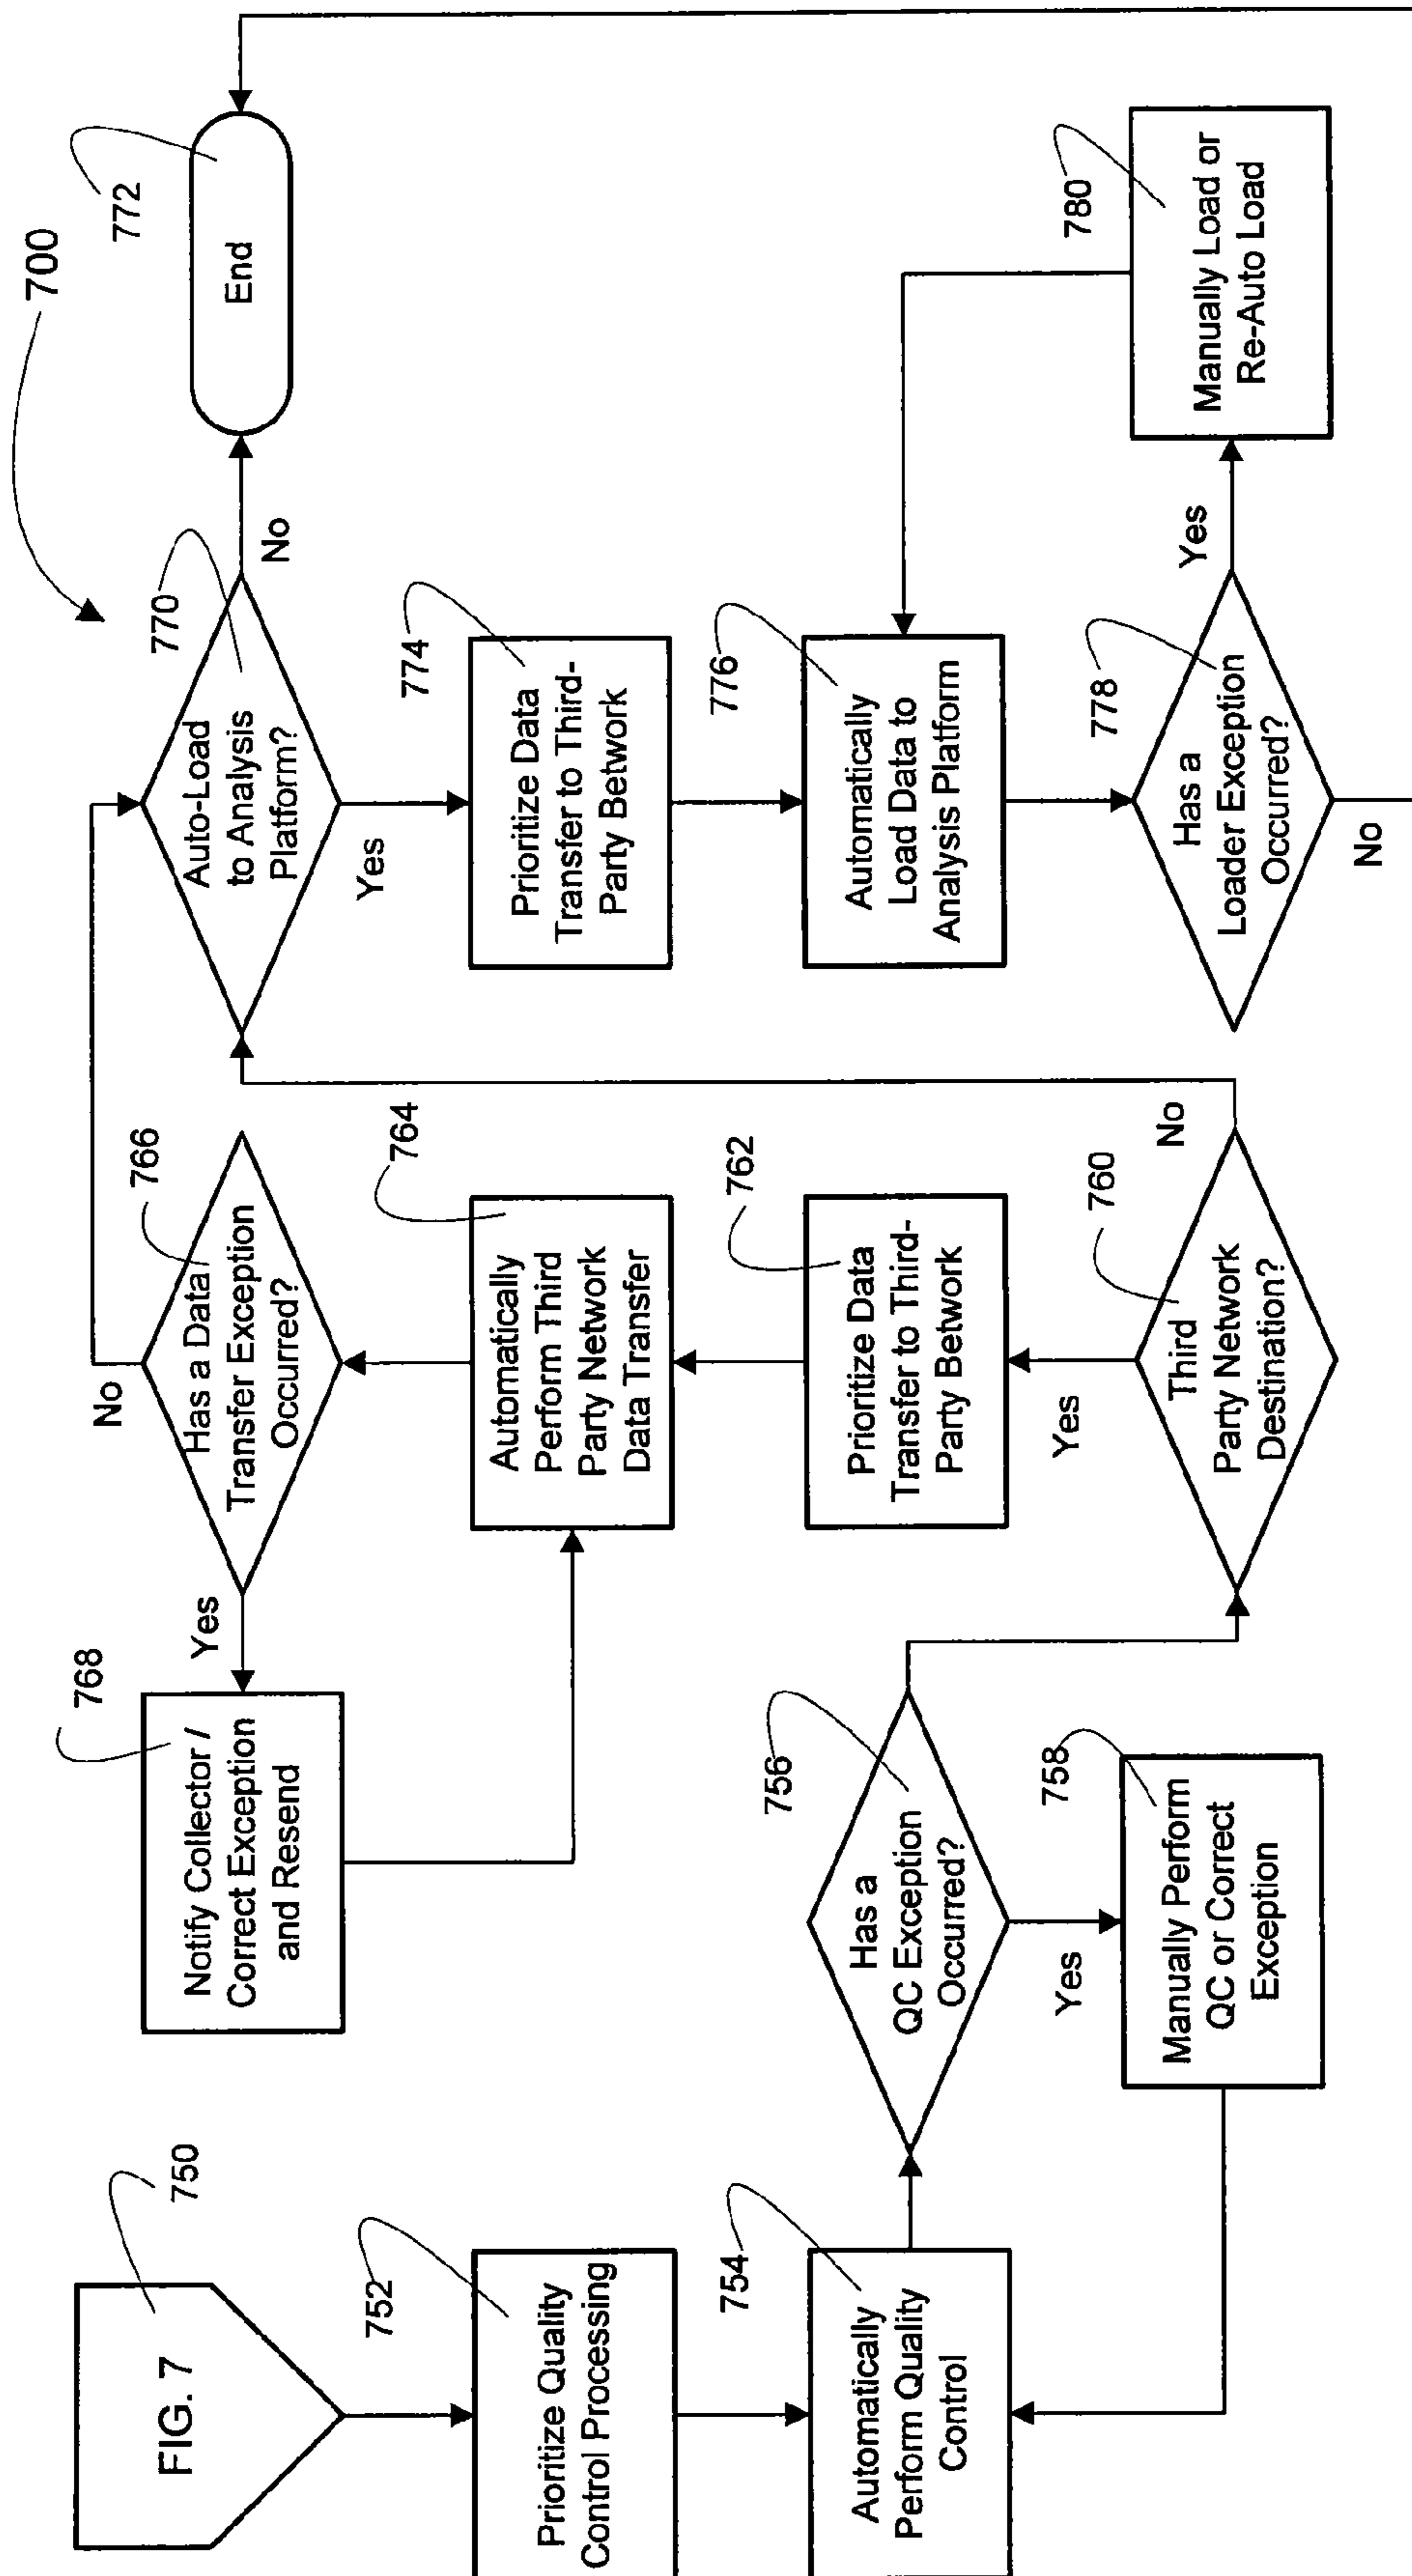 700
FIG. 7
750
Prioritize Quality
Control Processing
752
Automatically
Perform Quality
Control
754
Has a
QC Exception
Occurred?
756
Yes
Manually Perform
QC or Correct
Exception
758
Third
Party Network
Destination?
760
Yes
No
Prioritize Data
Transfer to Third-
Party Betwork
762
Automatically
Perform Third
Party Network
Data Transfer
764
Has a Data
Transfer Exception
Occurred?
766
Yes
No
Notify Collector /
Correct Exception
and Resend
768
Auto-Load
to Analysis
Platform?
770
No
Yes
End
772
Prioritize Data
Transfer to Third-
Party Betwork
774
Automatically
Load Data to
Analysis Platform
776
Has a
Loader Exception
Occurred?
778
Yes
No
Manually Load or
Re-Auto Load
780